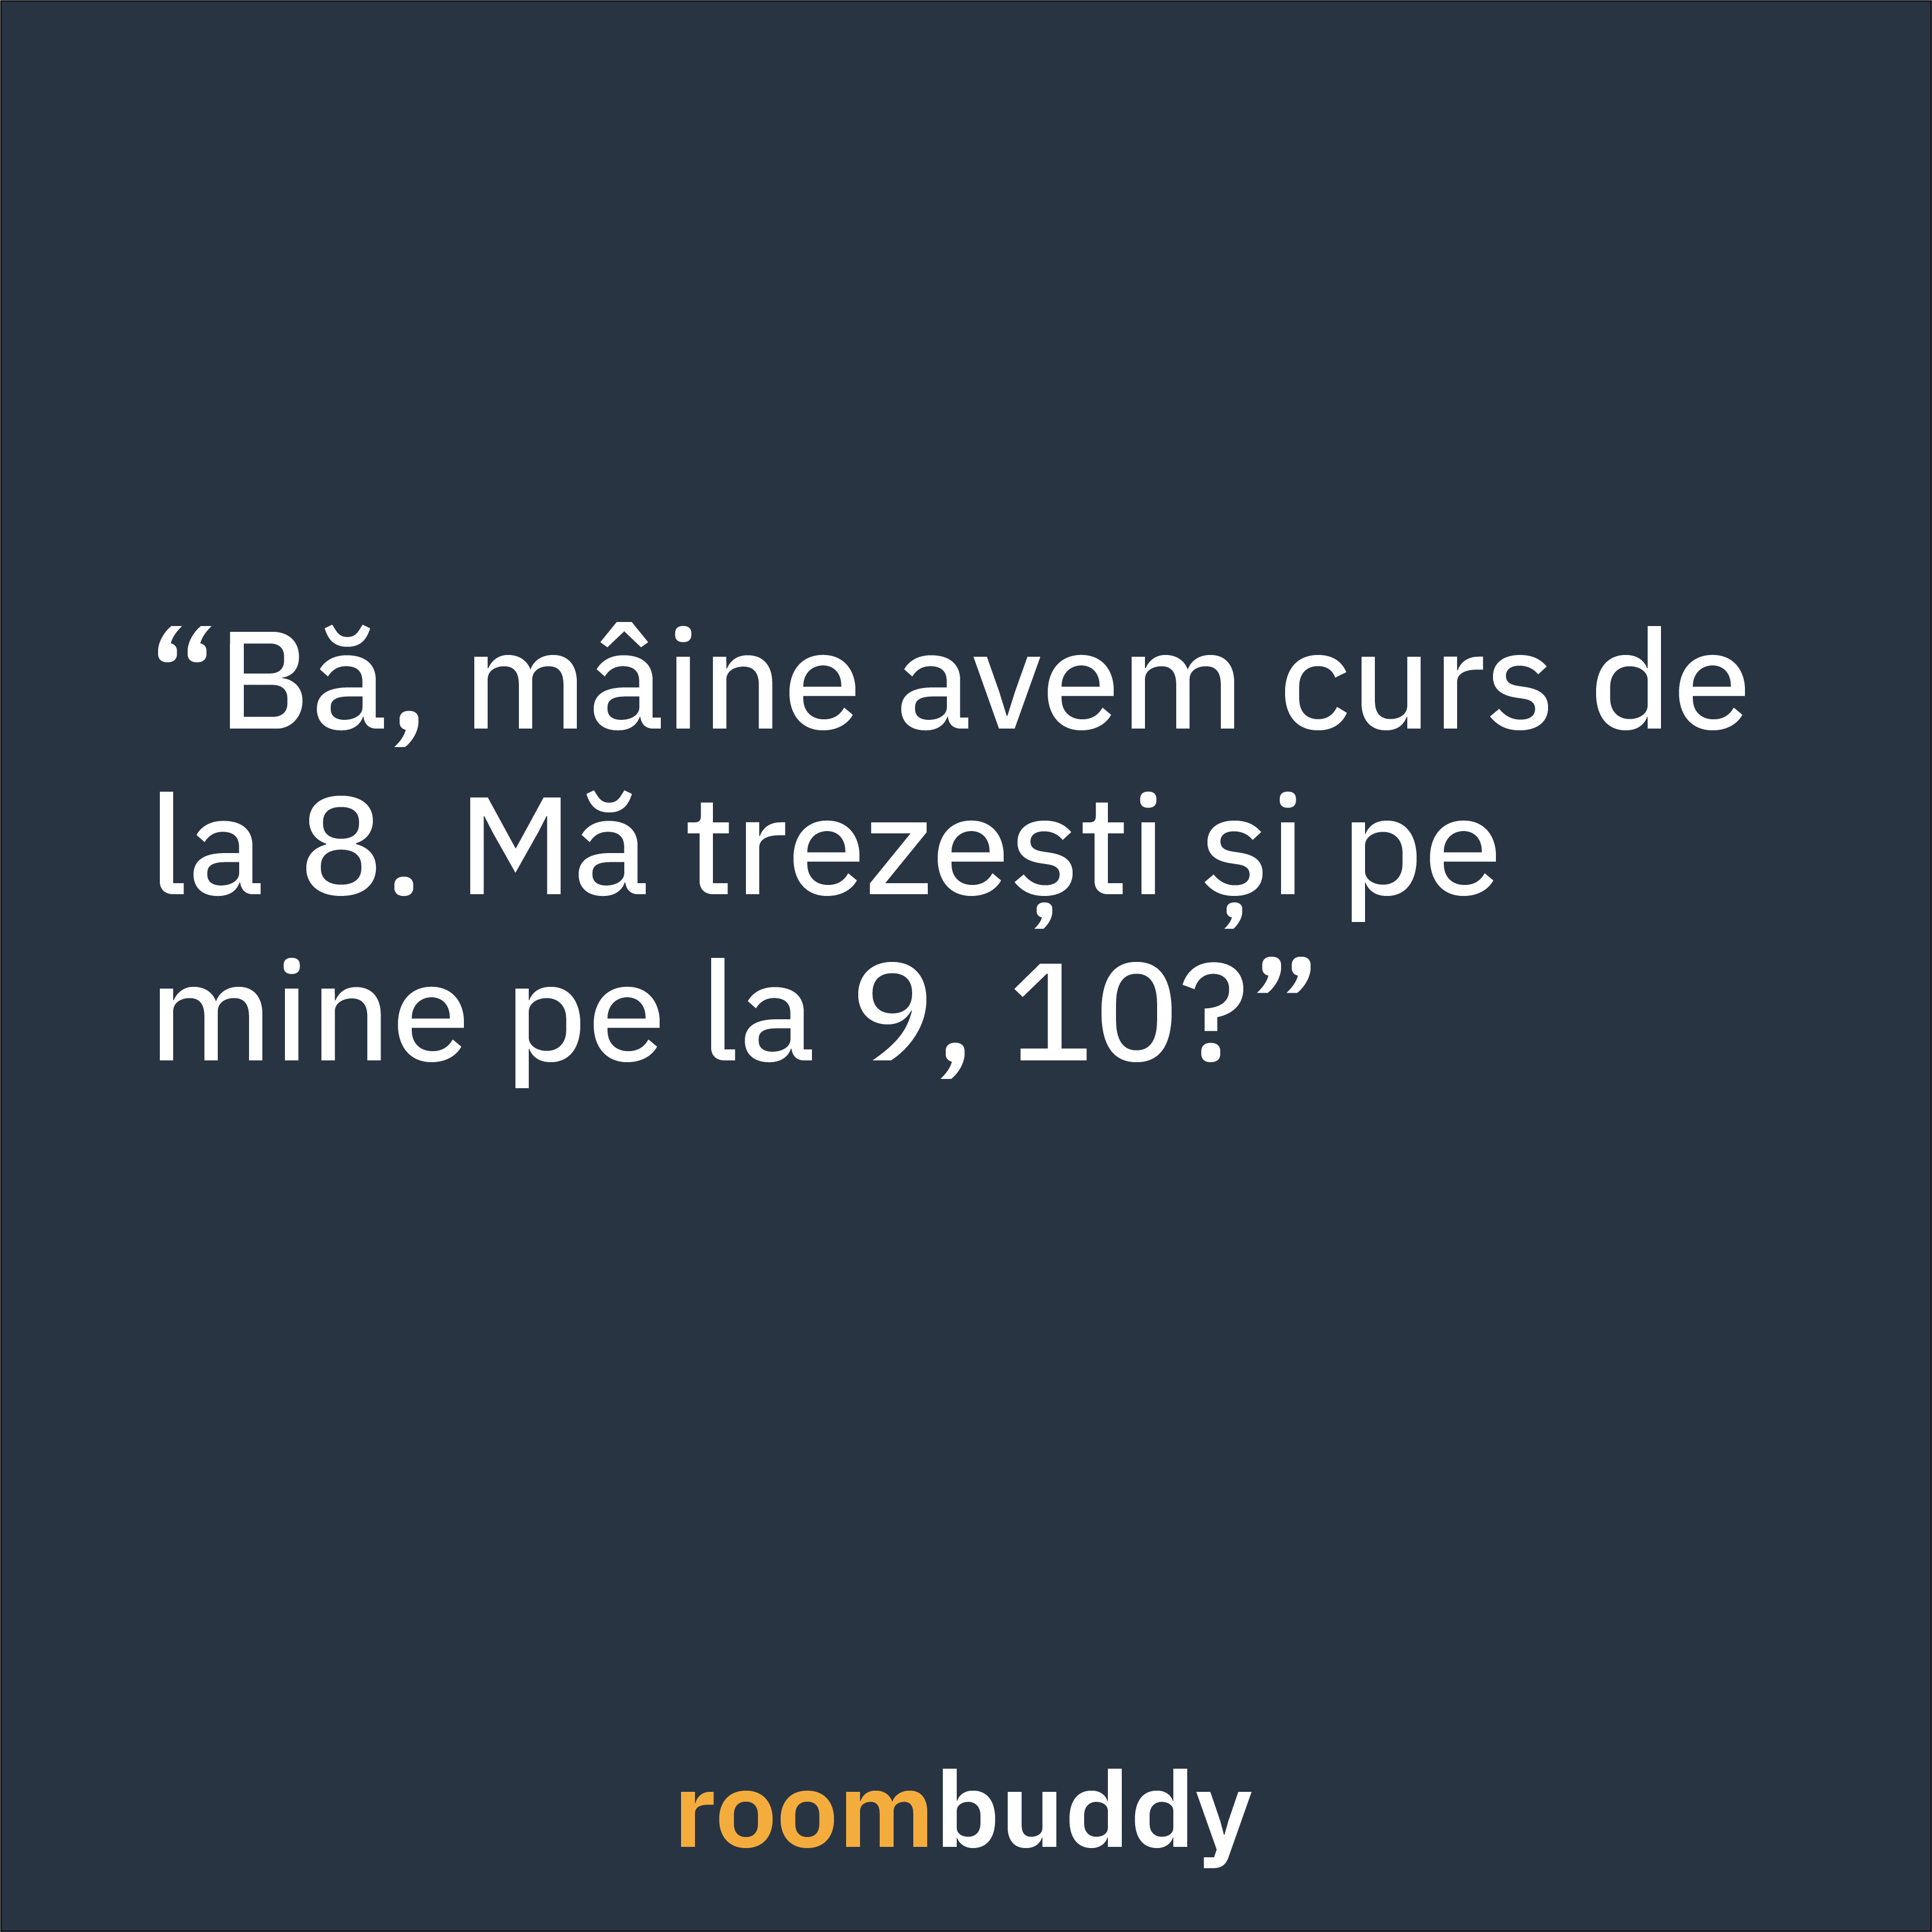 “Bă, mâine avem curs de
la 8. Mă trezești și pe
mine pe la 9, 10?”
roombuddy